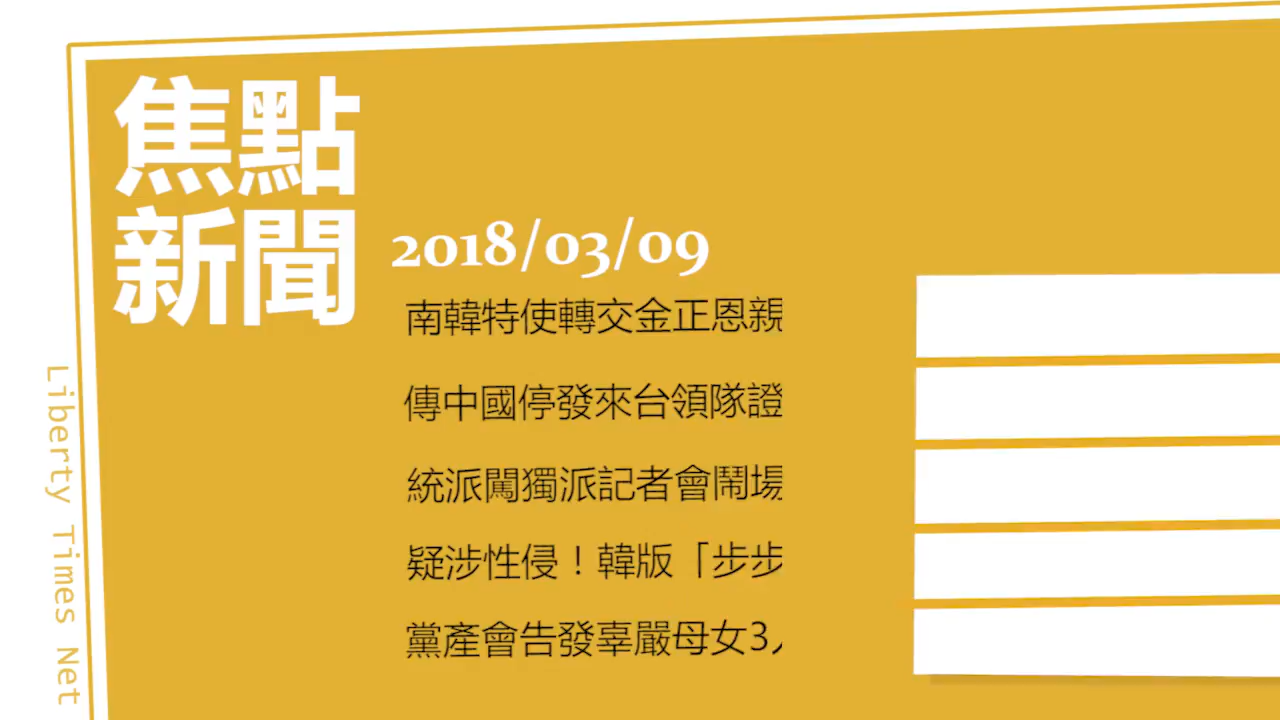 焦點
新聞
2018/03/09
南韓特使轉交金正恩親
傳中國停發來台領隊證
統派闖獨派記者會鬧場
疑涉性侵！韓版「步步
黨產會告發辜嚴母女3人
Liberty Times Net